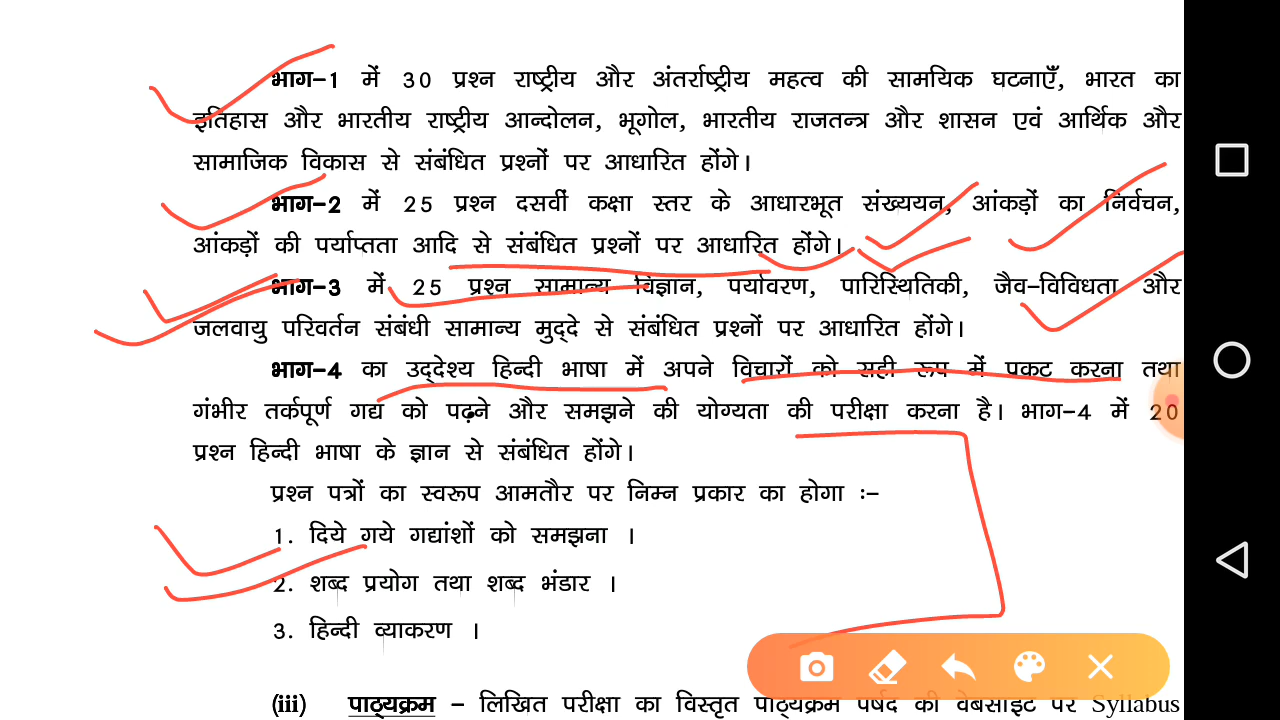 भाग-1 में 30 प्रश्न राष्ट्रीय और अंतर्राष्ट्रीय महत्व की सामयिक घटनाएँ, भारत का
इतिहास और भारतीय राष्ट्रीय आन्दोलन, भूगोल, भारतीय राजतन्त्र और शासन एवं आर्थिक और
सामाजिक विकास से संबंधित प्रश्नों पर आधारित होंगे।
भाग-2 में 25 प्रश्न दसवीं कक्षा स्तर के आधारभूत संख्ययन, आंकड़ों का निर्वचन,
आंकड़ों की पर्याप्तता आदि से संबंधित प्रश्नों पर आधारित होंगे।
भाग-3 में 25 प्रश्न सामान्य विज्ञान, पर्यावरण, पारिस्थितिकी, जैव-विविधता और
जलवायु परिवर्तन संबंधी सामान्य मुद्दे से संबंधित प्रश्नों पर आधारित होंगे।
भाग-4 का उद्देश्य हिन्दी भाषा में अपने विचारों को सही रूप में प्रकट करना तथा
गंभीर तर्कपूर्ण गद्य को पढ़ने और समझने की योग्यता की परीक्षा करना है। भाग-4 में 20
प्रश्न हिन्दी भाषा के ज्ञान से संबंधित होंगे।
प्रश्न पत्रों का स्वरूप आमतौर पर निम्न प्रकार का होगा :-
1. दिये गये गद्यांशों को समझना ।
2. शब्द प्रयोग तथा शब्द भंडार ।
3. हिन्दी व्याकरण ।
(iii) पाठ्यक्रम - लिखित परीक्षा का विस्तृत पाठ्यक्रम पर्षद की वेबसाइट पर Syllabus